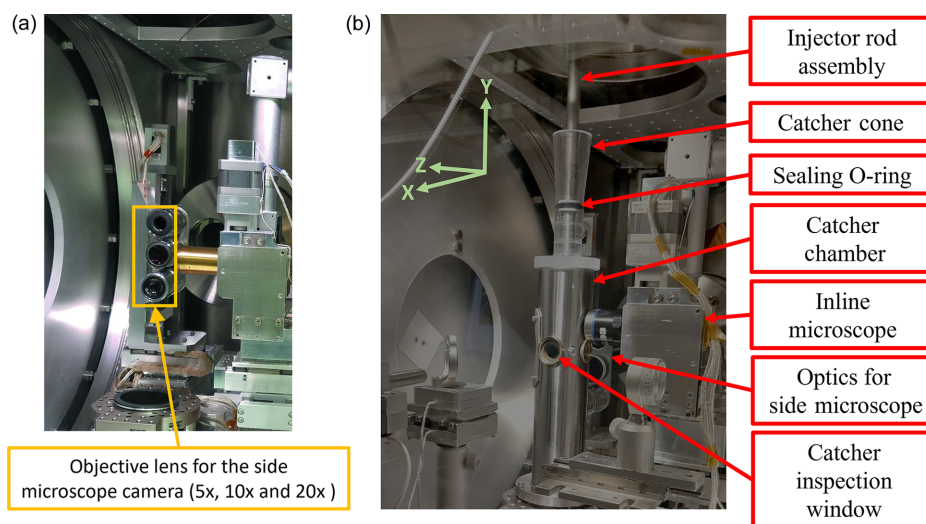 (a)
Objective lens for the side
microscope camera (5x, 10x and 20x )
(b)
Y
Z
X
Injector rod
assembly
Catcher cone
Sealing O-ring
Catcher
chamber
Inline
microscope
Optics for
side microscope
Catcher
inspection
window